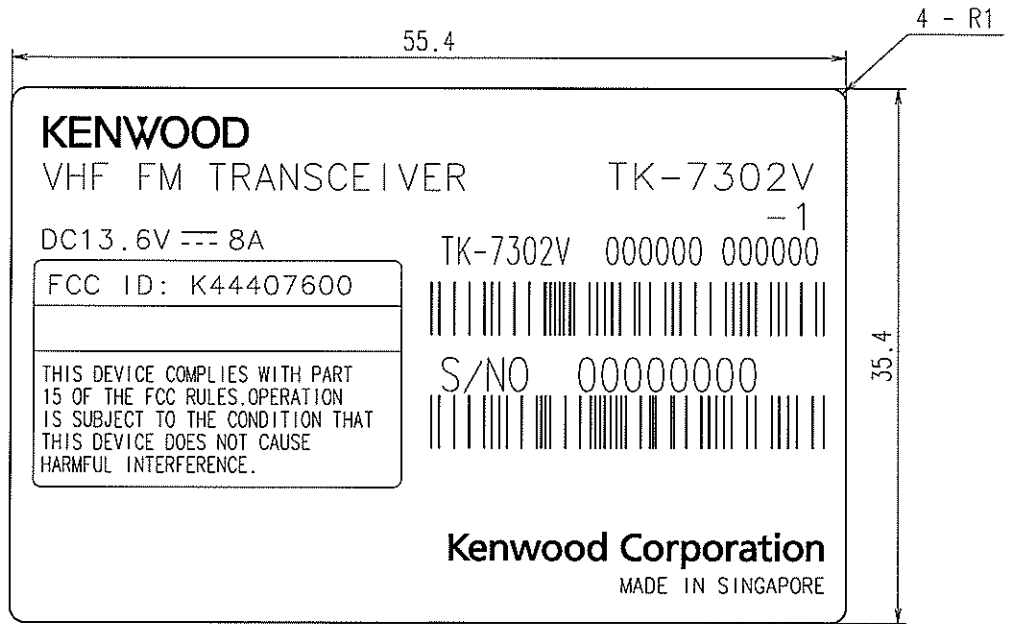 4 - R1
55.4
KENWOOD
VHF FM TRANSCEIVER TK-7302V
-1
DC13.6V 8A
TK-7302V 000000 000000
FCC ID: K44407600
35.4
THIS DEVICE COMPLIES WITH PART
15 OF THE FCC RULES.OPERATION
IS SUBJECT TO THE CONDITION THAT
THIS DEVICE DOES NOT CAUSE
HARMFUL INTERFERENCE.
S/NO 00000000
Kenwood Corporation
MADE IN SINGAPORE